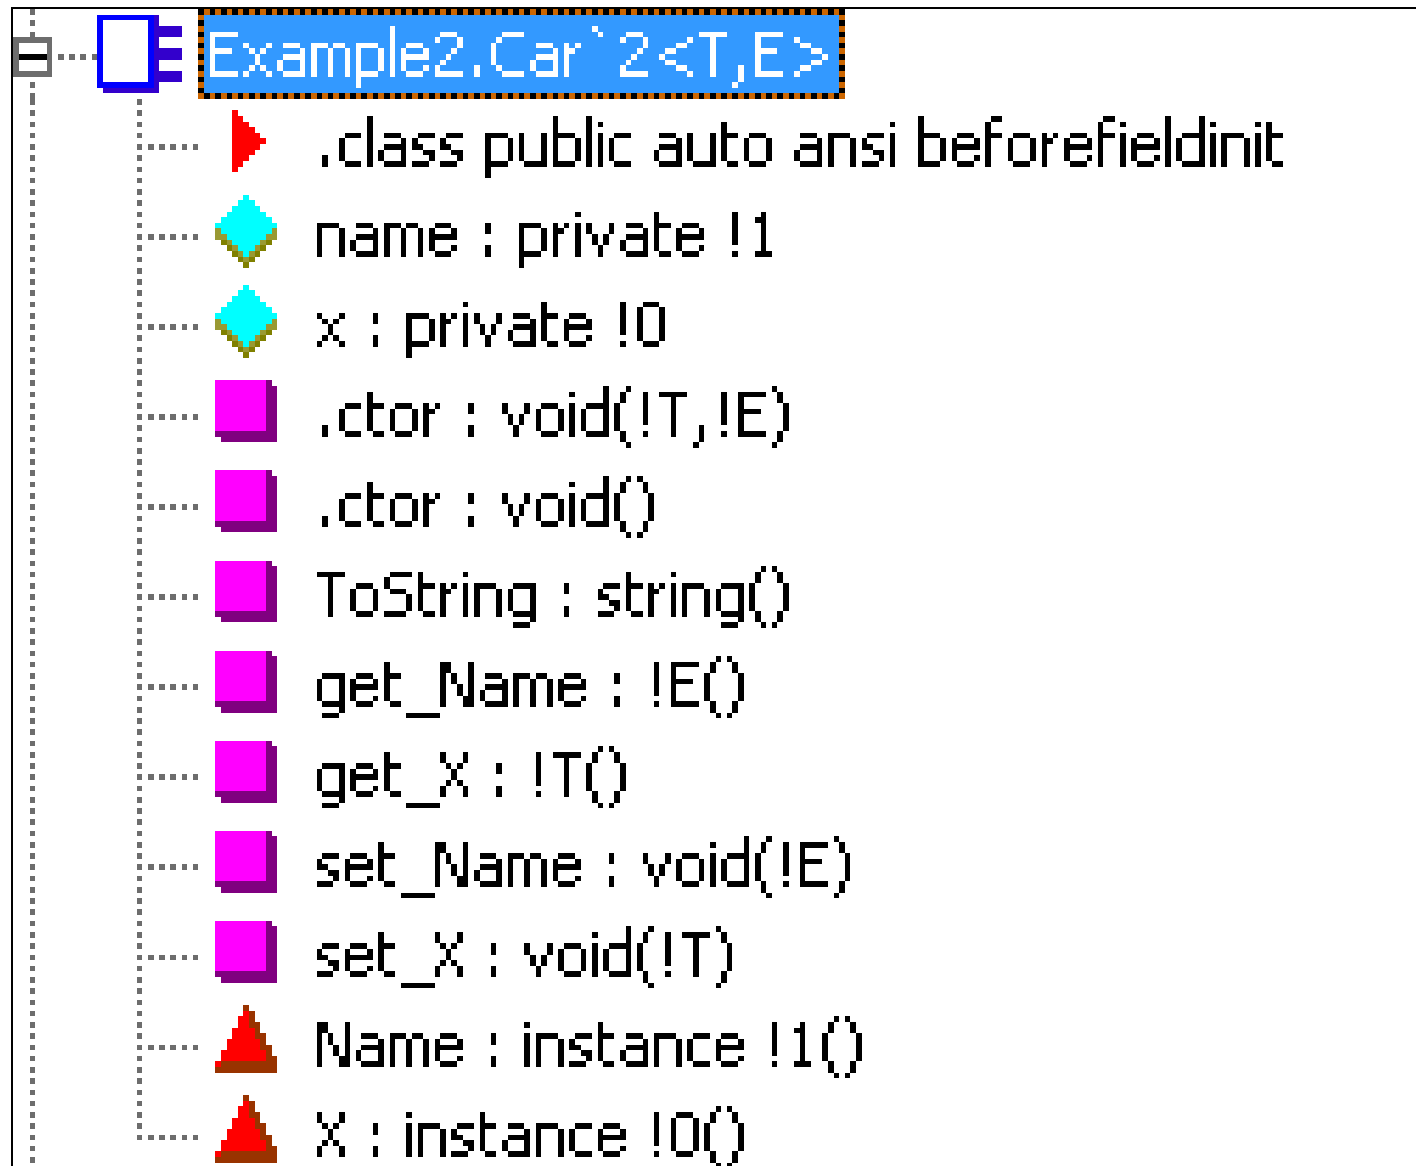 Example2.Car`2<T,E>
.class public auto ansi beforefieldinit
name : private !1
x : private !0
.ctor : void(!T,!E)
.ctor : void()
ToString : string()
get_Name : !E()
get_X : !T()
set_Name : void(!E)
set_X : void(!T)
Name : instance !1()
X : instance !0()